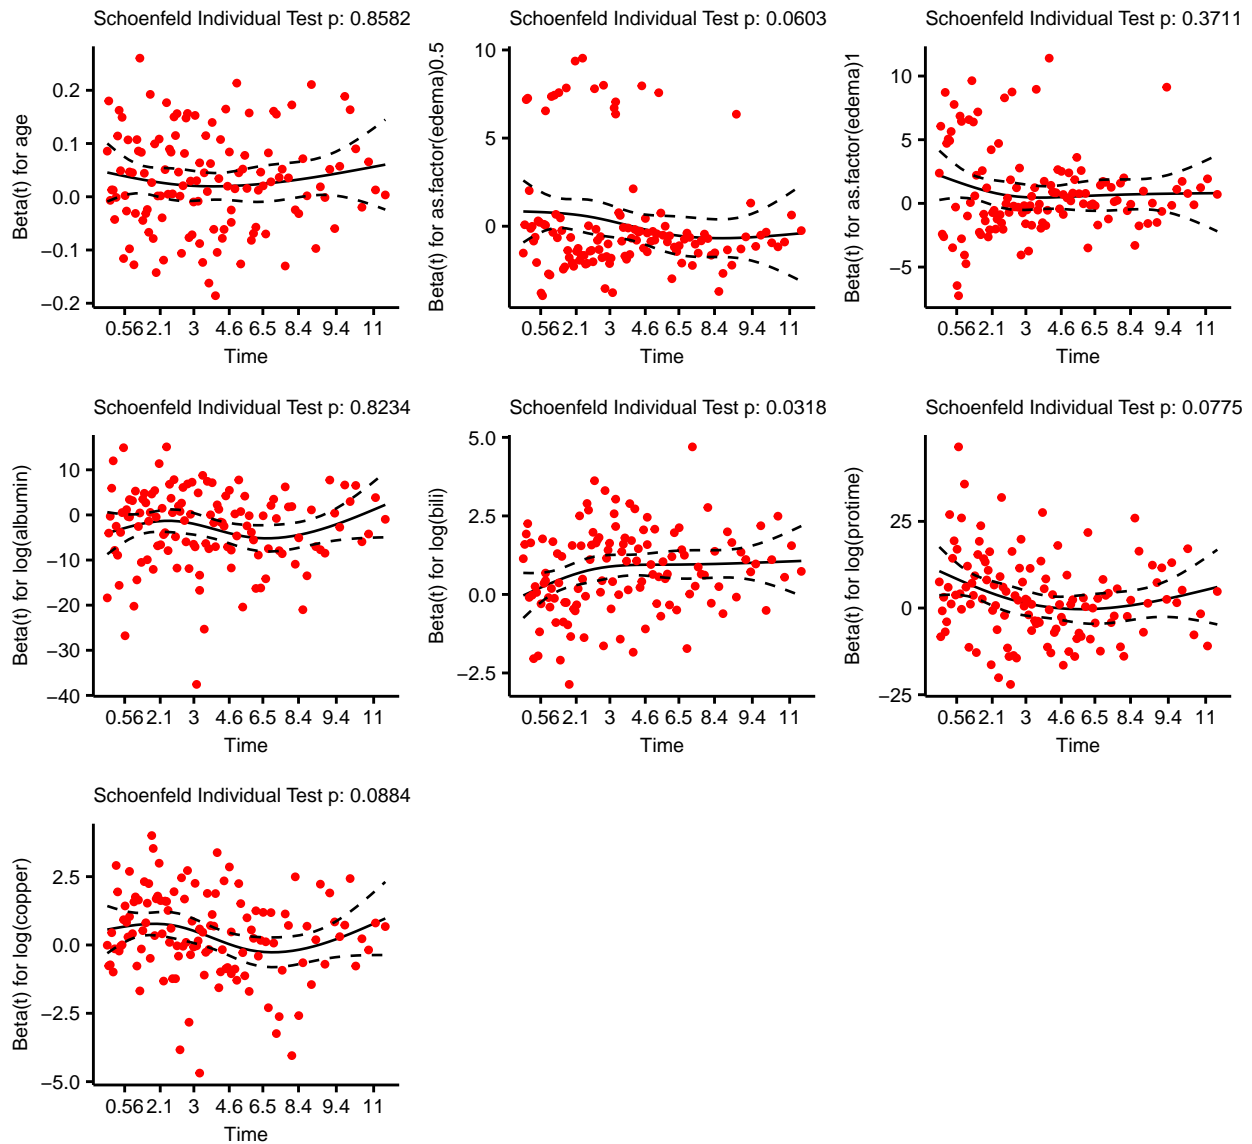 Schoenfeld Individual Test p: 0.8582
Beta(t) for age
0.2
0.1
0.0
−0.1
−0.2
0.56 2.1 3 4.6 6.5 8.4 9.4 11
Time
Schoenfeld Individual Test p: 0.0603
Beta(t) for as.factor(edema)0.5
10
5
0
0.56 2.1 3 4.6 6.5 8.4 9.4 11
Time
Schoenfeld Individual Test p: 0.3711
Beta(t) for as.factor(edema)1
10
5
0
−5
0.56 2.1 3 4.6 6.5 8.4 9.4 11
Time
Schoenfeld Individual Test p: 0.8234
Beta(t) for log(albumin)
10
0
−10
−20
−30
−40
0.56 2.1 3 4.6 6.5 8.4 9.4 11
Time
Schoenfeld Individual Test p: 0.0318
Beta(t) for log(bili)
5.0
2.5
0.0
−2.5
0.56 2.1 3 4.6 6.5 8.4 9.4 11
Time
Schoenfeld Individual Test p: 0.0775
Beta(t) for log(protime)
25
0
−25
0.56 2.1 3 4.6 6.5 8.4 9.4 11
Time
Schoenfeld Individual Test p: 0.0884
Beta(t) for log(copper)
2.5
0.0
−2.5
−5.0
0.56 2.1 3 4.6 6.5 8.4 9.4 11
Time